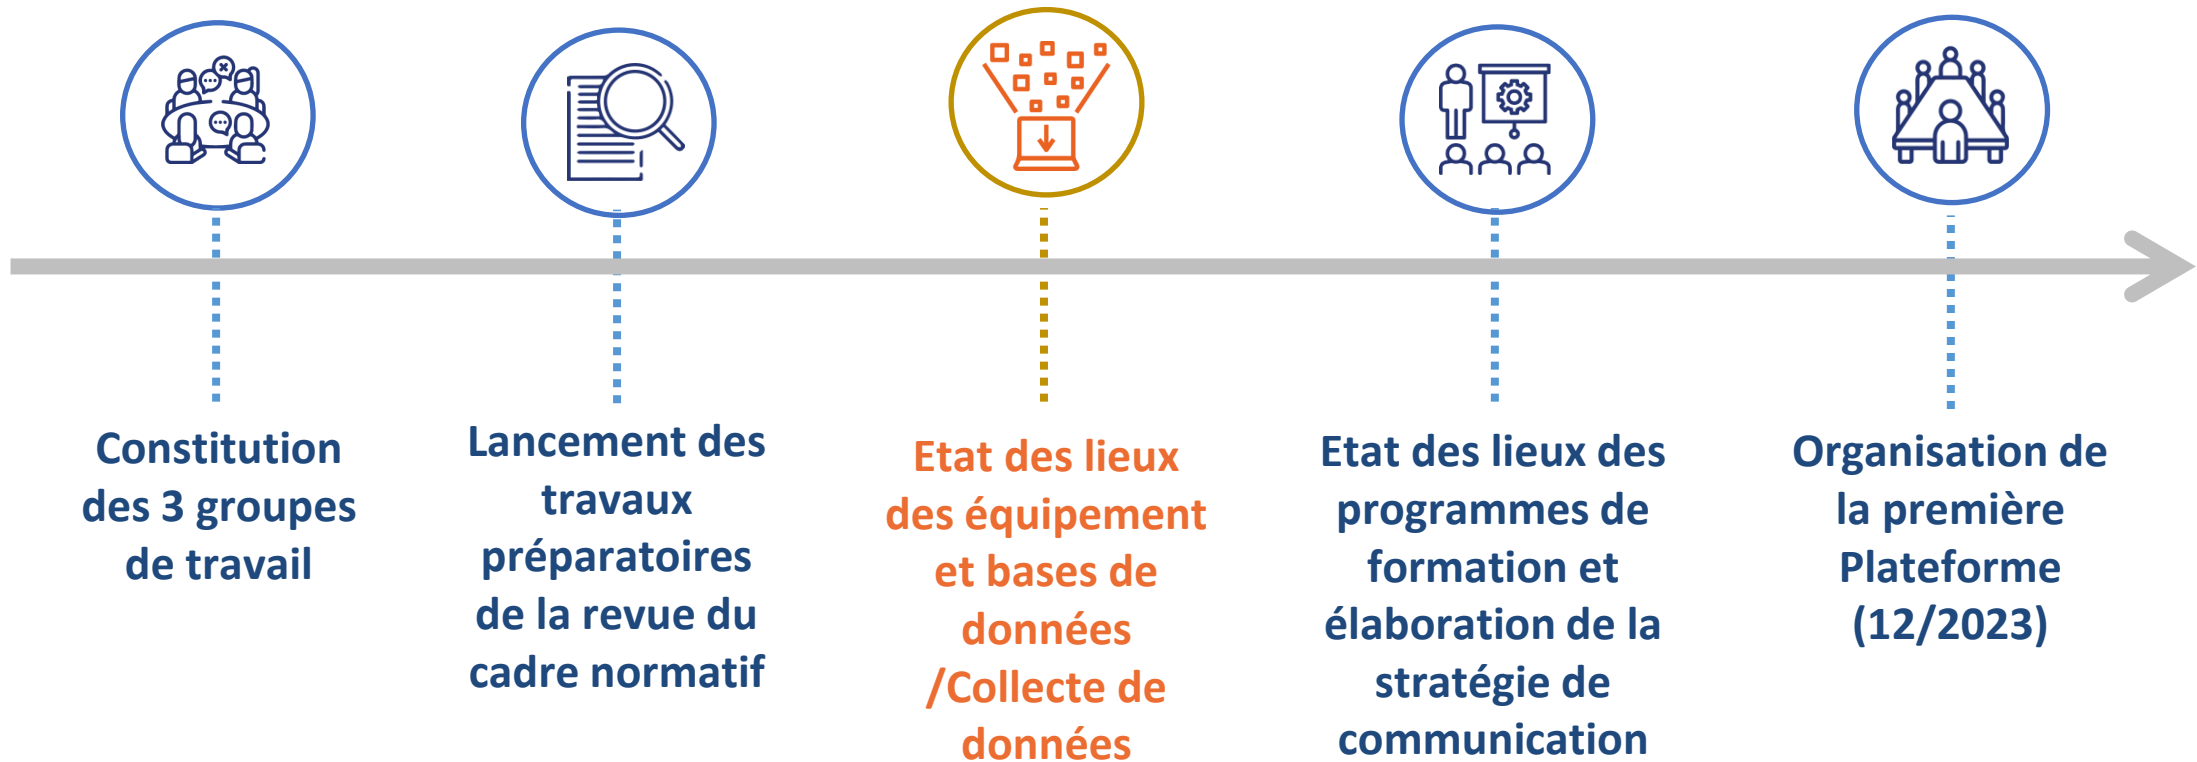 Constitution
des 3 groupes
de travail
Lancement des
travaux
préparatoires
de la revue du
cadre normatif
Etat des lieux
des équipement
et bases de
données
/Collecte de
données
Etat des lieux des
programmes de
formation et
élaboration de la
stratégie de
communication
Organisation de
la première
Plateforme
(12/2023)